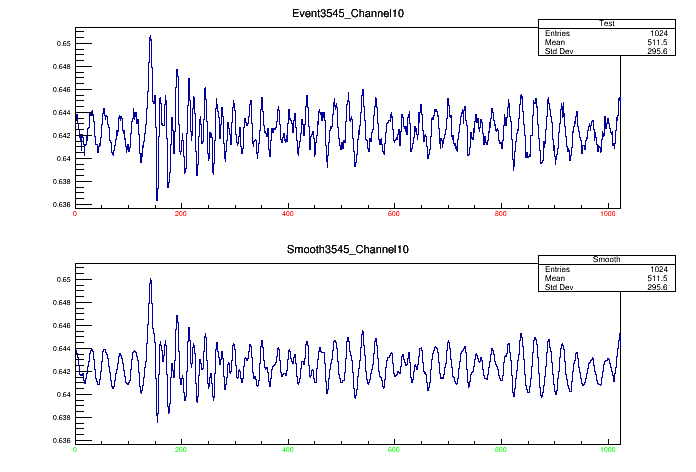 Event3545_Channel10
Test
Entries 1024
Mean 511.5
Std Dev 295.6
0.65
0.648
0.646
0.644
0.642
0.64
0.638
0.636
0 200 400 600 800 1000
Smooth3545_Channel10
Smooth
Entries 1024
Mean 511.5
Std Dev 295.6
0.65
0.648
0.646
0.644
0.642
0.64
0.638
0.636
0 200 400 600 800 1000